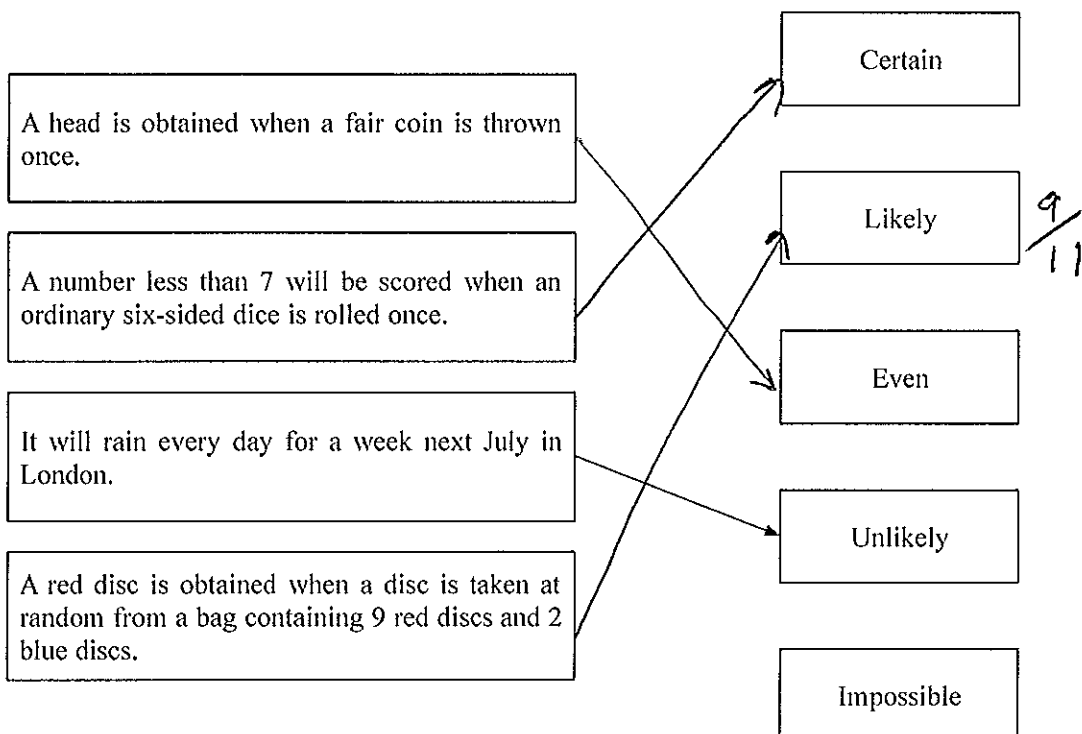 Certain
A head is obtained when a fair coin is thrown
once.
Likely
9/11
A number less than 7 will be scored when an
ordinary six-sided dice is rolled once.
Even
It will rain every day for a week next July in
London.
Unlikely
A red disc is obtained when a disc is taken at
random from a bag containing 9 red discs and 2
blue discs.
Impossible